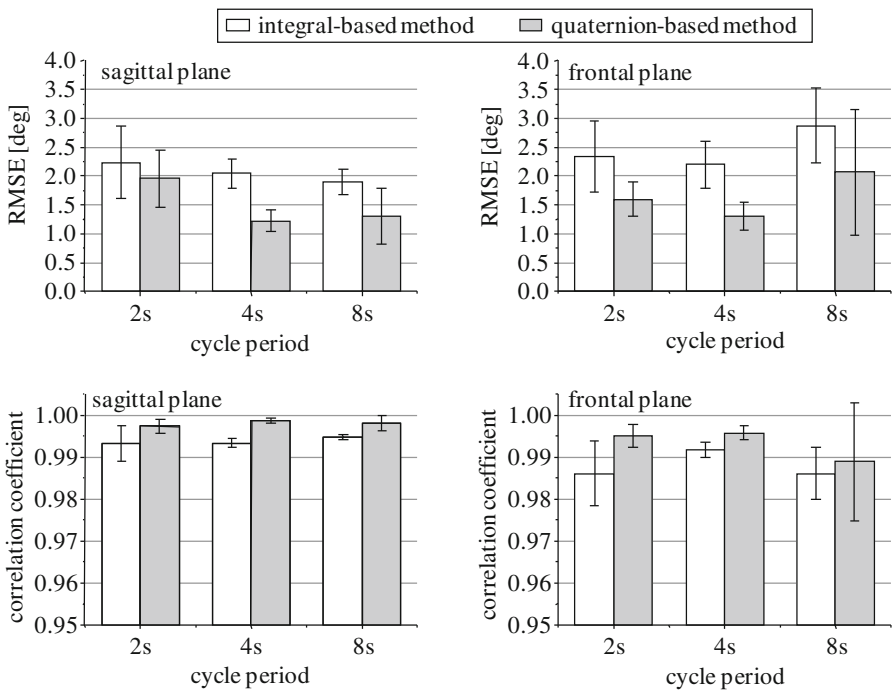 integral-based method quaternion-based method
sagittal plane
RMSE [deg]
4.5
4.0
3.5
3.0
2.5
2.0
1.5
1.0
0.5
0.0
2s 4s 8s
cycle period
frontal plane
RMSE [deg]
4.5
4.0
3.5
3.0
2.5
2.0
1.5
1.0
0.5
0.0
2s 4s 8s
cycle period
sagittal plane
correlation coefficient
1.00
0.99
0.98
0.97
0.96
0.95
2s 4s 8s
cycle period
frontal plane
correlation coefficient
1.00
0.99
0.98
0.97
0.96
0.95
2s 4s 8s
cycle period